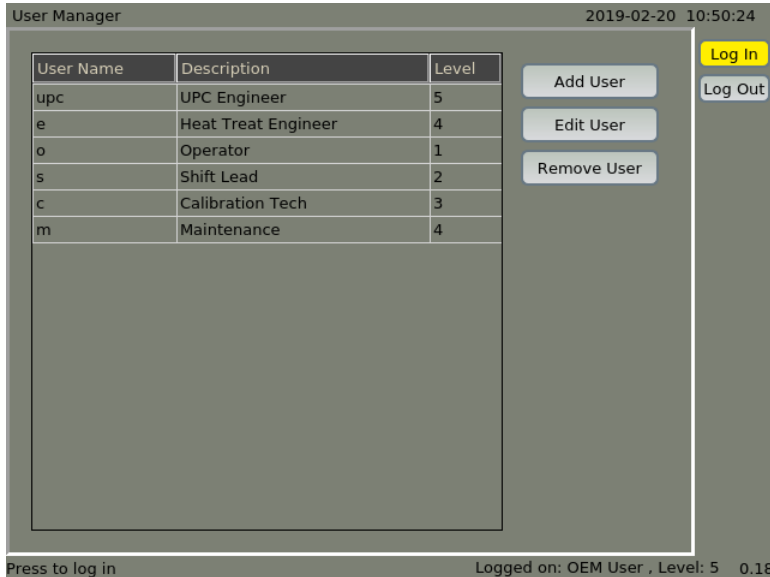 User Manager 2019-02-20 10:50:24
Log In
Log Out
User Name Description Level
upc UPC Engineer 5
e Heat Treat Engineer 4
o Operator 1
s Shift Lead 2
c Calibration Tech 3
m Maintenance 4
Add User
Edit User
Remove User
Press to log in Logged on: OEM User , Level: 5 0.18